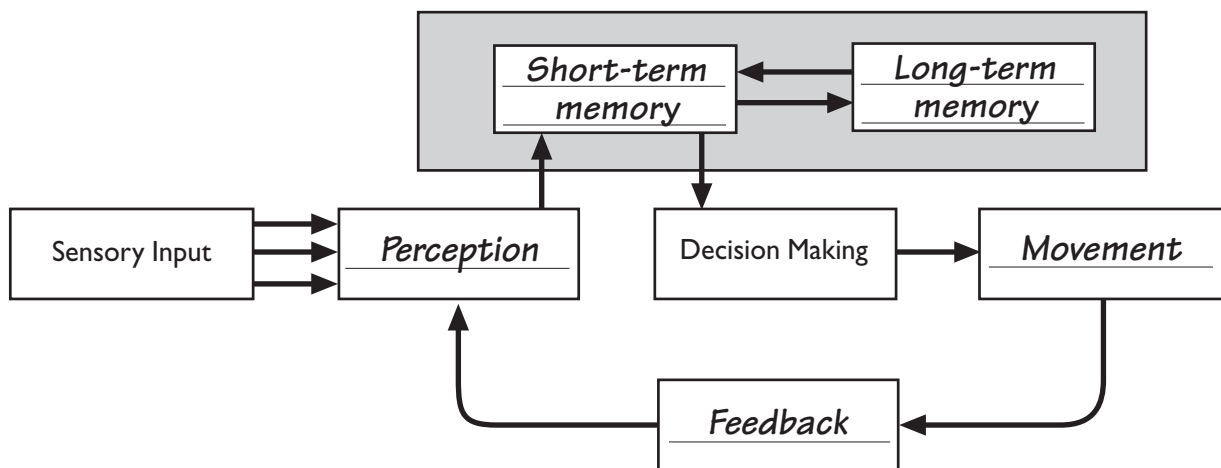 Short-term
memory
Long-term
memory
Sensory Input
Perception
Decision Making
Movement
Feedback